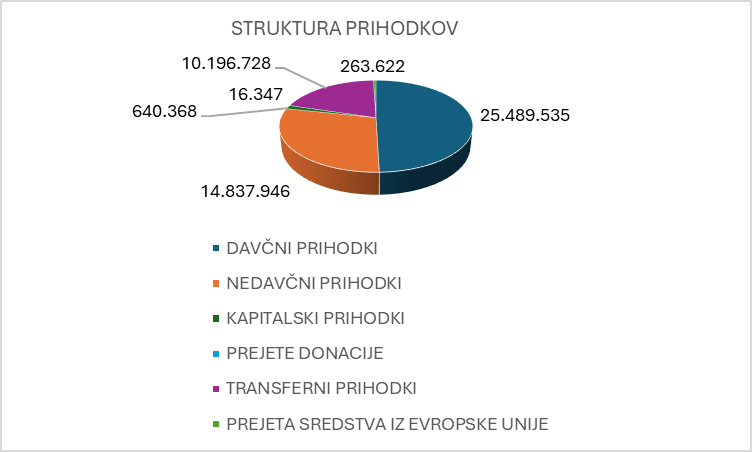 STRUKTURA PRIHODKOV
10.196.728
263.622
16.347
640.368
25.489.535
14.837.946
DAVČNI PRIHODKI
NEDAVČNI PRIHODKI
KAPITALSKI PRIHODKI
PREJETE DONACIJE
TRANSFERNI PRIHODKI
PREJETA SREDSTVA IZ EVROPSKE UNIJE